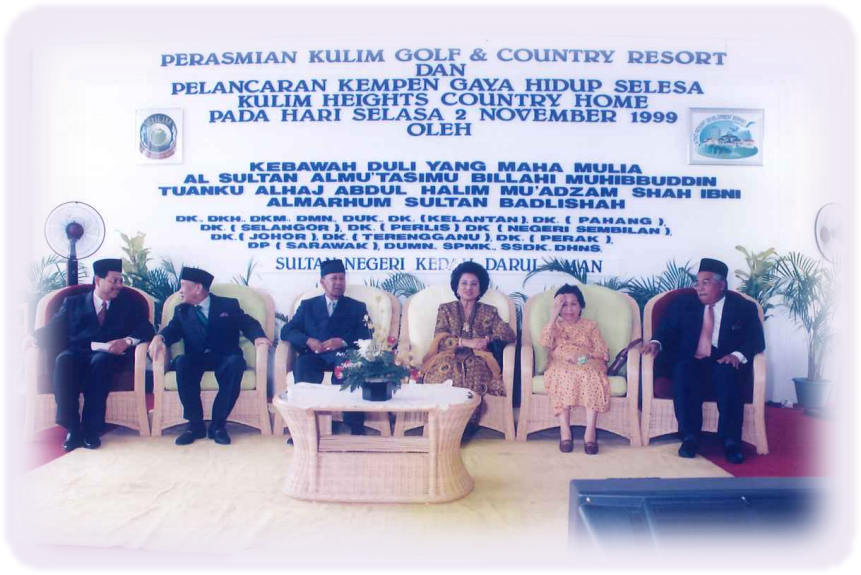 PERASMIAN KULIM GOLF & COUNTRY RESORT
DAN
PELANCARAN KEMPEN GAYA HIDUP SELESA
KULIM HEIGHTS COUNTRY HOME
PADA HARI SELASA 2 NOVEMBER 1999
OLEH
KEBAWAH DULI YANG MAHA MULIA
AL SULTAN ALMU'TASIMU BILLAHI MUHIBBUDDIN
TUANKU ALHAJ ABDUL HALIM MU'ADZAM SHAH IBNI
ALMARHUM SULTAN BADLISHAH
DK., DKH., DKM., DMN., DUK., DK. (KELANTAN), DK. ( PAHANG ),
DK. ( SELANGOR ), DK. ( PERLIS) DK ( NEGERI SEMBILAN ),
DK. ( JOHOR ), DK. ( TERENGGANU ) DK. ( PERAK ),
DP ( SARAWAK ), DUMN., SPMK., SSDK., DHNS.
SULTAN NEGERI KEDAH DARUL AMAN